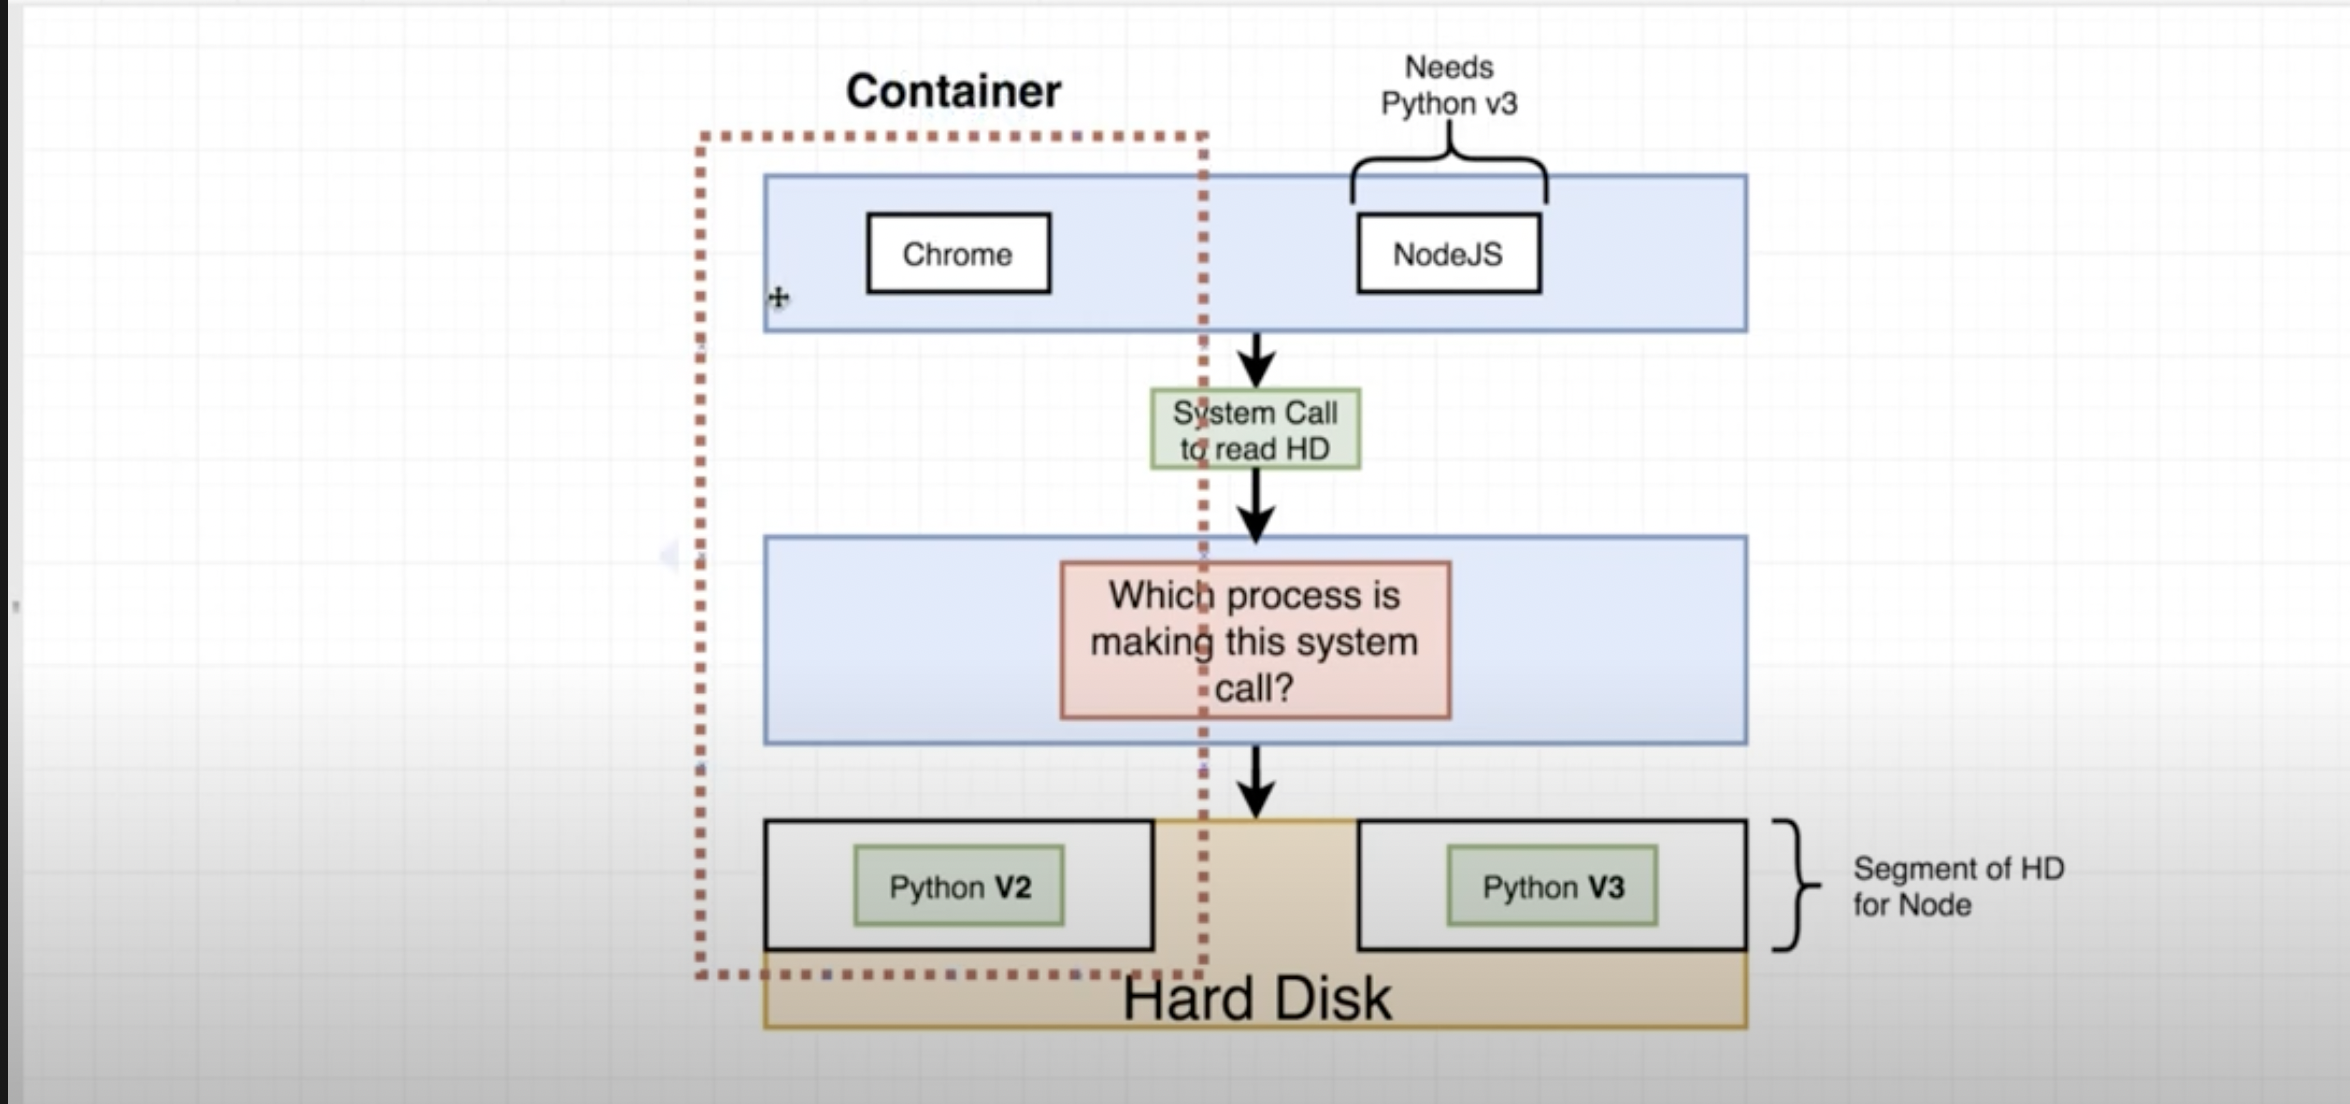 Container
Needs
Python v3
Chrome
NodeJS
System Call
to read HD
Which process is
making this system
call?
Python V2
Python V3
Segment of HD
for Node
Hard Disk